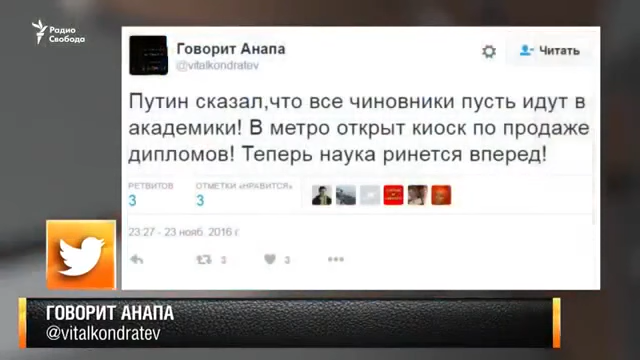 Радио
Свобода
Говорит Анапа
@vitalkondratev
Читать
Путин сказал,что все чиновники пусть идут в
академики! В метро открыт киоск по продаже
дипломов! Теперь наука ринется вперед!
РЕТВИТОВ
ОТМЕТКИ «НРАВИТСЯ»
3
3
23:27 - 23 нояб. 2016 г.
3
3
ГОВОРИТ АНАПА
@vitalkondratev